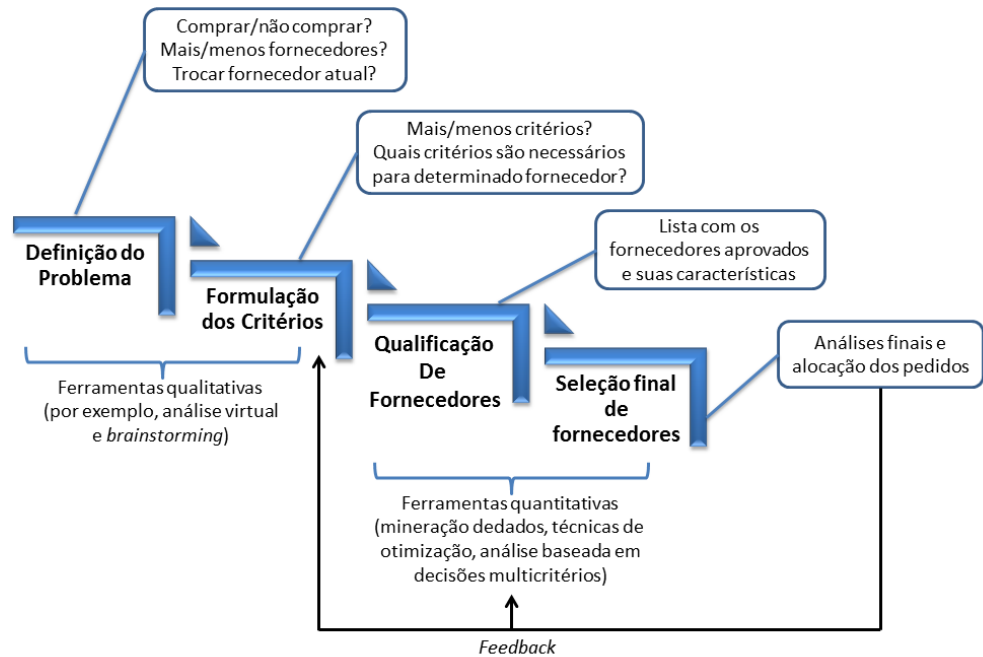 Comprar/não comprar?
Mais/menos fornecedores?
Trocar fornecedor atual?
Mais/menos critérios?
Quais critérios são necessários
para determinado fornecedor?
Lista com os
fornecedores aprovados
e suas características
Análises finais e
alocação dos pedidos
Definição do
Problema
Formulação
dos Critérios
Qualificação
De
Fornecedores
Seleção final
de
fornecedores
Ferramentas qualitativas
(por exemplo, análise virtual
e brainstorming)
Ferramentas quantitativas
(mineração dedados, técnicas de
otimização, análise baseada em
decisões multicritérios)
Feedback